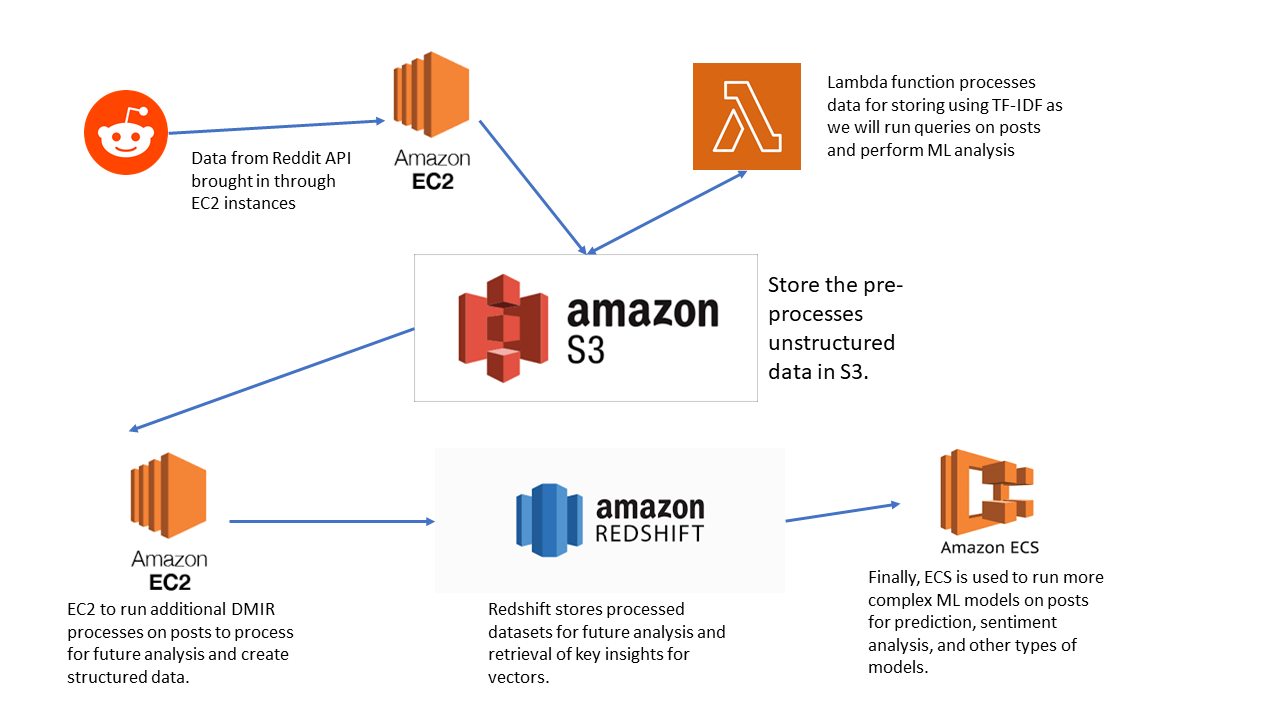 Data from Reddit API
brought in through
EC2 instances
Amazon
EC2
Lambda function processes
data for storing using TF-IDF as
we will run queries on posts
and perform ML analysis
amazon
S3
Store the pre-
processes
unstructured
data in S3.
Amazon
EC2
EC2 to run additional DMIR
processes on posts to process
for future analysis and create
structured data.
amazon
REDSHIFT
Redshift stores processed
datasets for future analysis and
retrieval of key insights for
vectors.
Amazon ECS
Finally, ECS is used to run more
complex ML models on posts
for prediction, sentiment
analysis, and other types of
models.